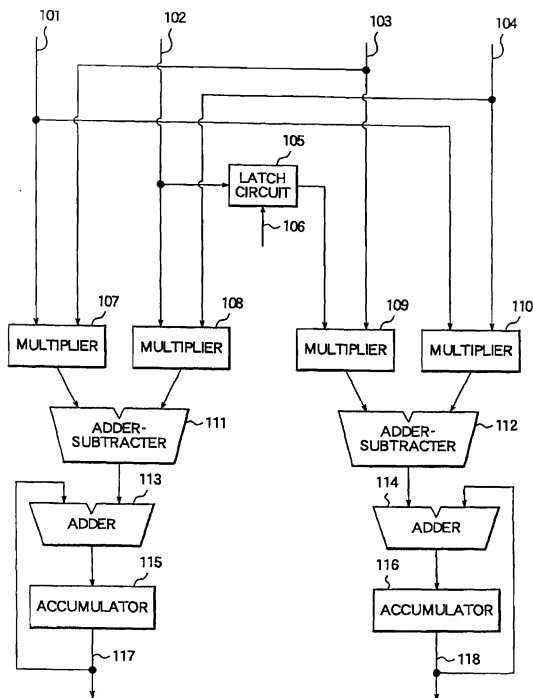 101
102
103
104
105
LATCH
CIRCUIT
106
107
108
109
110
MULTIPLIER
MULTIPLIER
MULTIPLIER
MULTIPLIER
ADDER-
SUBTRACTER
111
ADDER-
SUBTRACTER
112
113
ADDER
114
ADDER
115
ACCUMULATOR
116
ACCUMULATOR
117
118